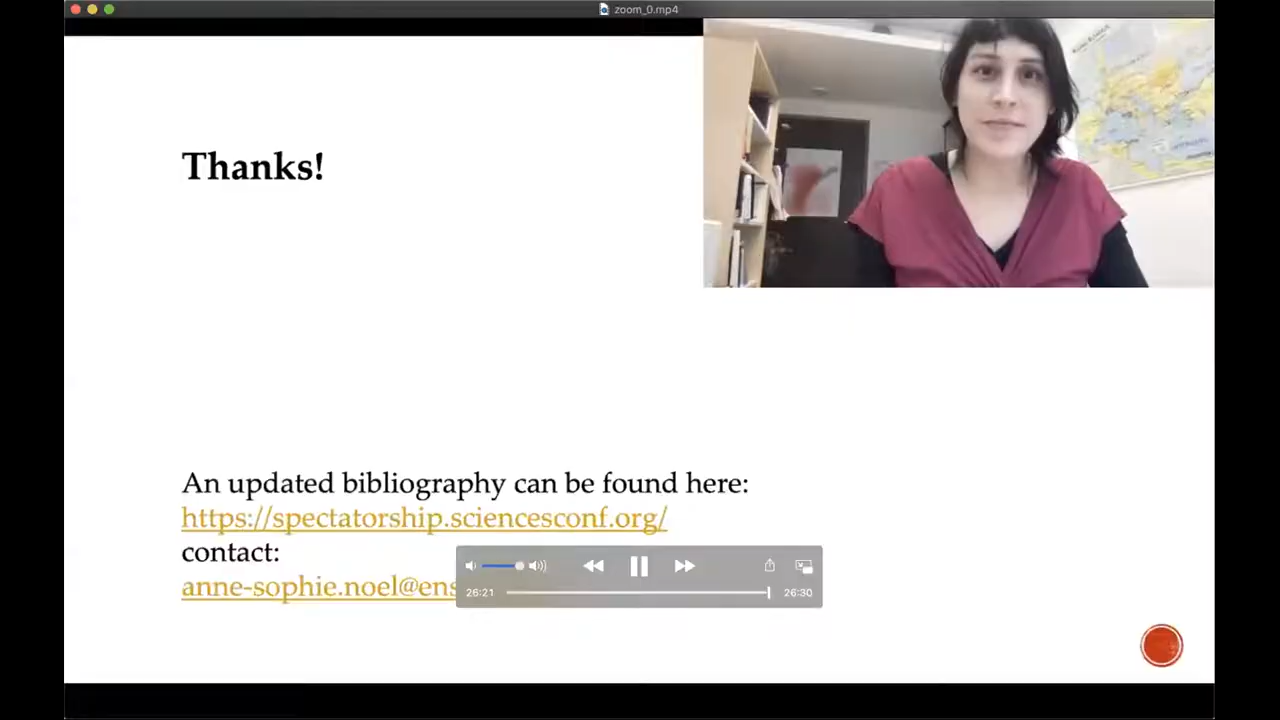 zoom_0.mp4
Thanks!
An updated bibliography can be found here:
https://spectatorship.sciencesconf.org/
contact:
anne-sophie.noel@ens
26:21
26:30